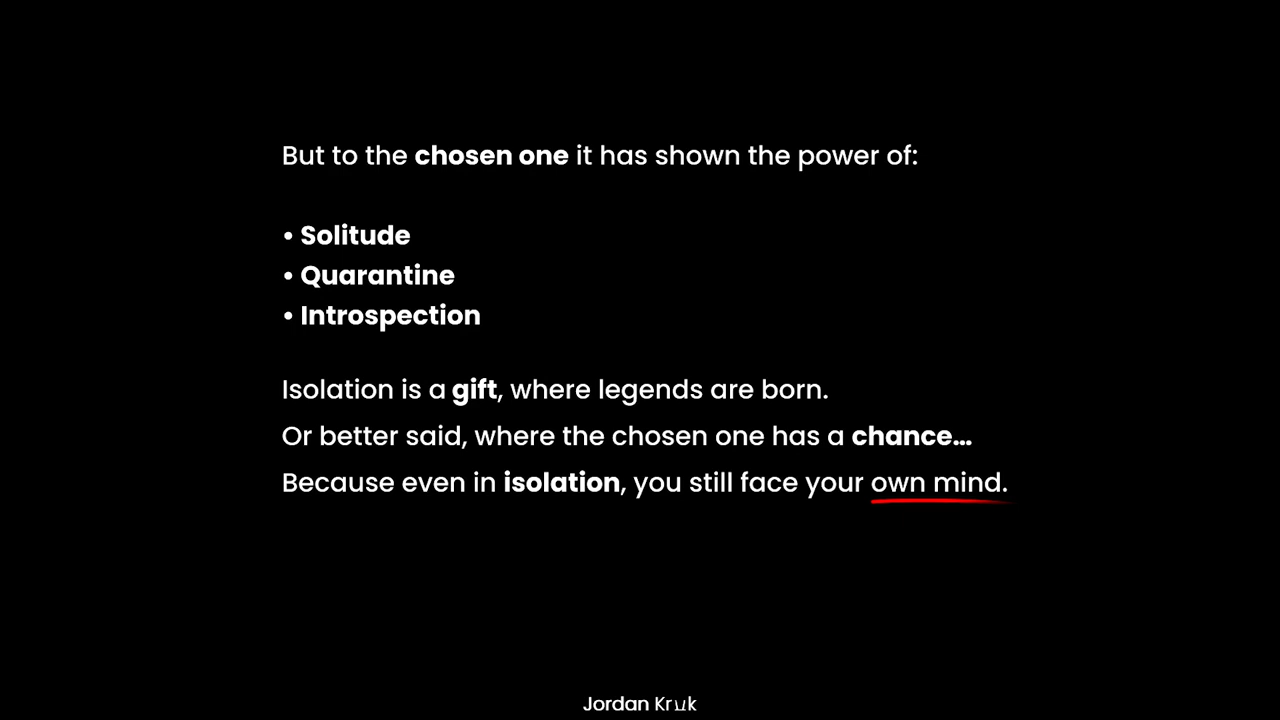 But to the chosen one it has shown the power of:
• Solitude
• Quarantine
• Introspection
Isolation is a gift, where legends are born.
Or better said, where the chosen one has a chance...
Because even in isolation, you still face your own mind.
Jordan Kruk